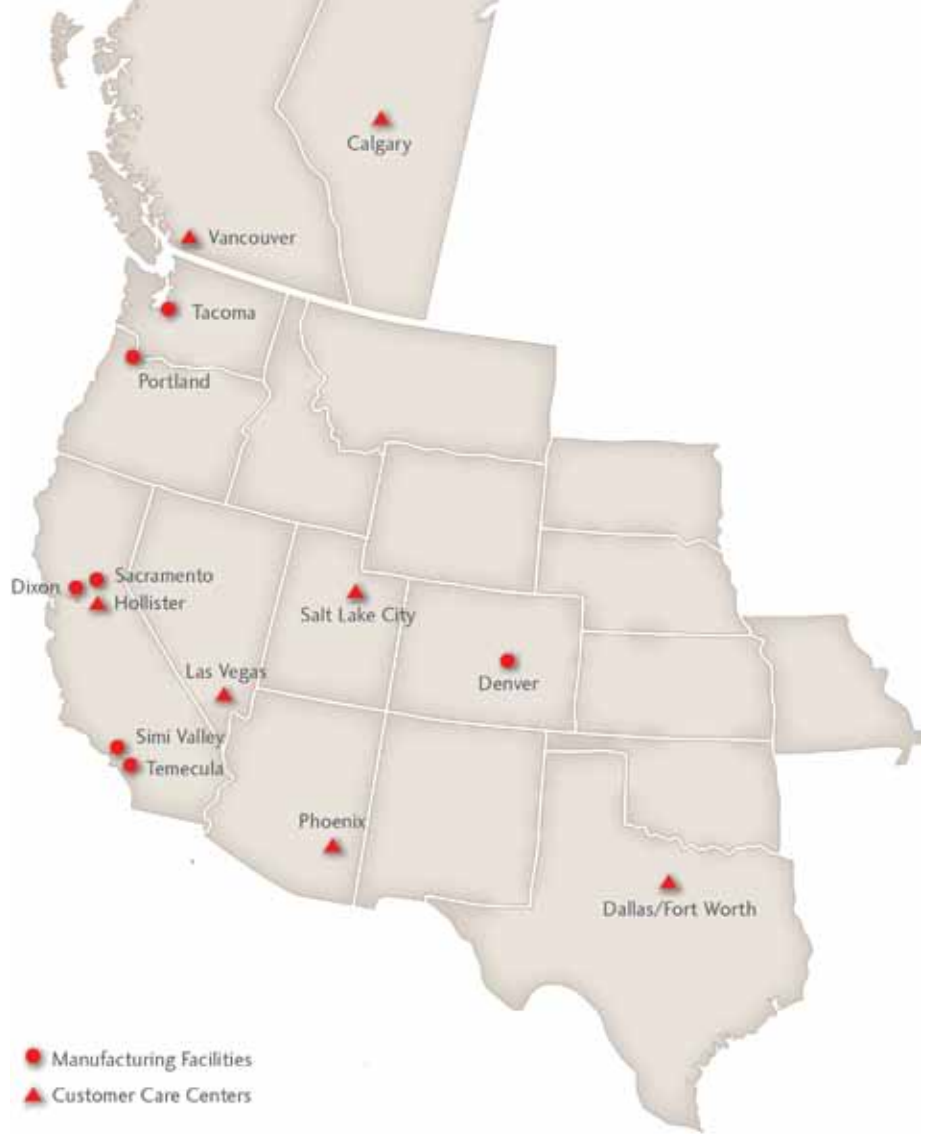 Calgary
Vancouver
Tacoma
Portland
Dixon
Sacramento
Hollister
Salt Lake City
Las Vegas
Denver
Simi Valley
Temecula
Phoenix
Dallas/Fort Worth
Manufacturing Facilities
Customer Care Centers